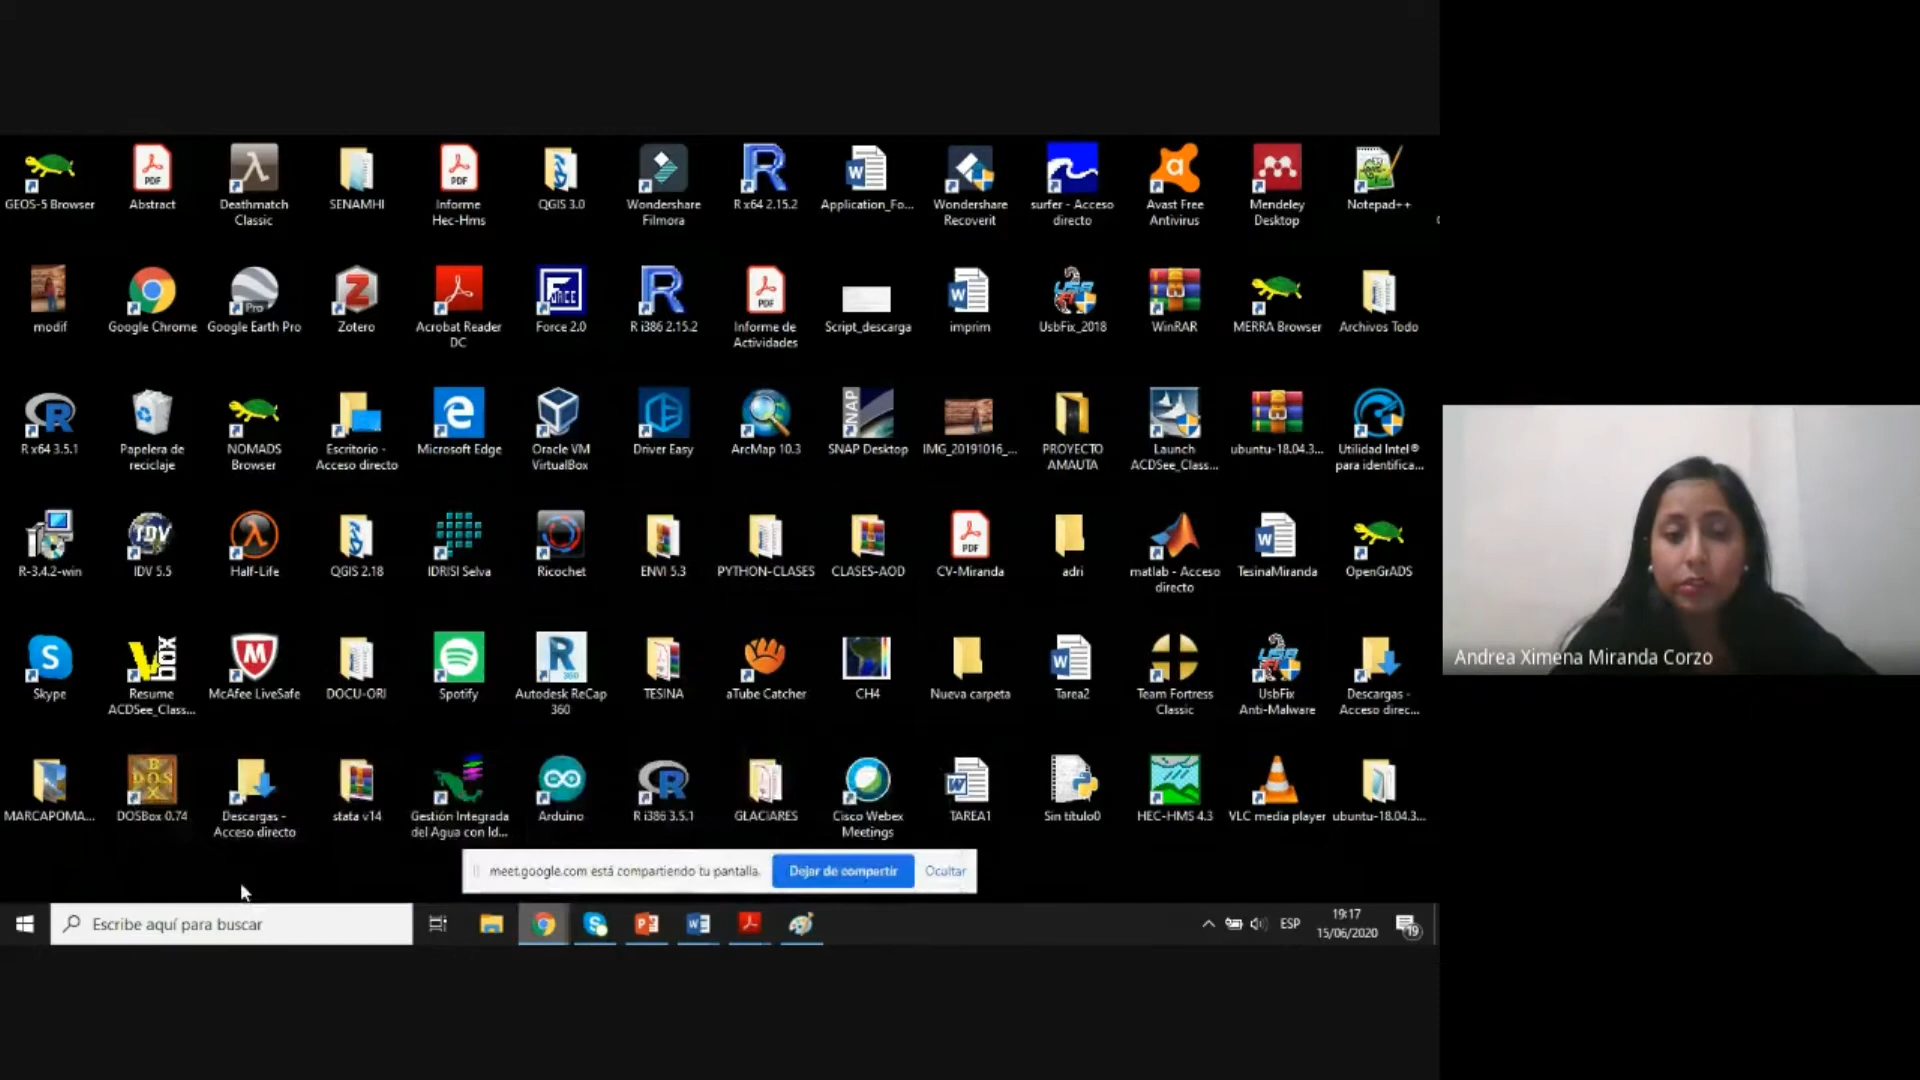 GEOS-5 Browser
Abstract
Deathmatch
Classic
SENAMHI
Informe
Hec-Hms
QGIS 3.0
Wondershare
Filmora
R x64 2.15.2
Application_Fo...
Wondershare
Recoverit
surfer - Acceso
directo
Avast Free
Antivirus
Mendeley
Desktop
Notepad++
modif
Google Chrome
Google Earth Pro
Zotero
Acrobat Reader
DC
Force 2.0
R i386 2.15.2
Informe de
Actividades
Script_descarga
imprim
UsbFix_2018
WinRAR
MERRA Browser
Archivos Todo
R x64 3.5.1
Papelera de
reciclaje
NOMADS
Browser
Escritorio -
Acceso directo
Microsoft Edge
Oracle VM
VirtualBox
Driver Easy
ArcMap 10.3
SNAP Desktop
IMG_20191016_...
PROYECTO
AMAUTA
Launch
ACDSee_Class...
ubuntu-18.04.3...
Utilidad Intel®
para identifica...
R-3.4.2-win
IDV 5.5
Half-Life
QGIS 2.18
IDRISI Selva
Ricochet
ENVI 5.3
PYTHON-CLASES
CLASES-AOD
CV-Miranda
adri
matlab - Acceso
directo
TesinaMiranda
OpenGrADS
Skype
Resume
ACDSee_Class...
McAfee LiveSafe
DOCU-ORI
Spotify
Autodesk ReCap
360
TESINA
aTube Catcher
CH4
Nueva carpeta
Tarea2
Team Fortress
Classic
UsbFix
Anti-Malware
Descargas -
Acceso direc...
Andrea Ximena Miranda Corzo
MARCAPOMA...
DOSBox 0.74
Descargas -
Acceso directo
stata v14
Gestión Integrada
del Agua con Id...
Arduino
R i386 3.5.1
GLACIARES
Cisco Webex
Meetings
TAREA1
Sin título0
HEC-HMS 4.3
VLC media player
ubuntu-18.04.3...
meet.google.com está compartiendo tu pantalla.
Dejar de compartir
Ocultar
Escribe aquí para buscar
ESP
19:17
15/06/2020
19